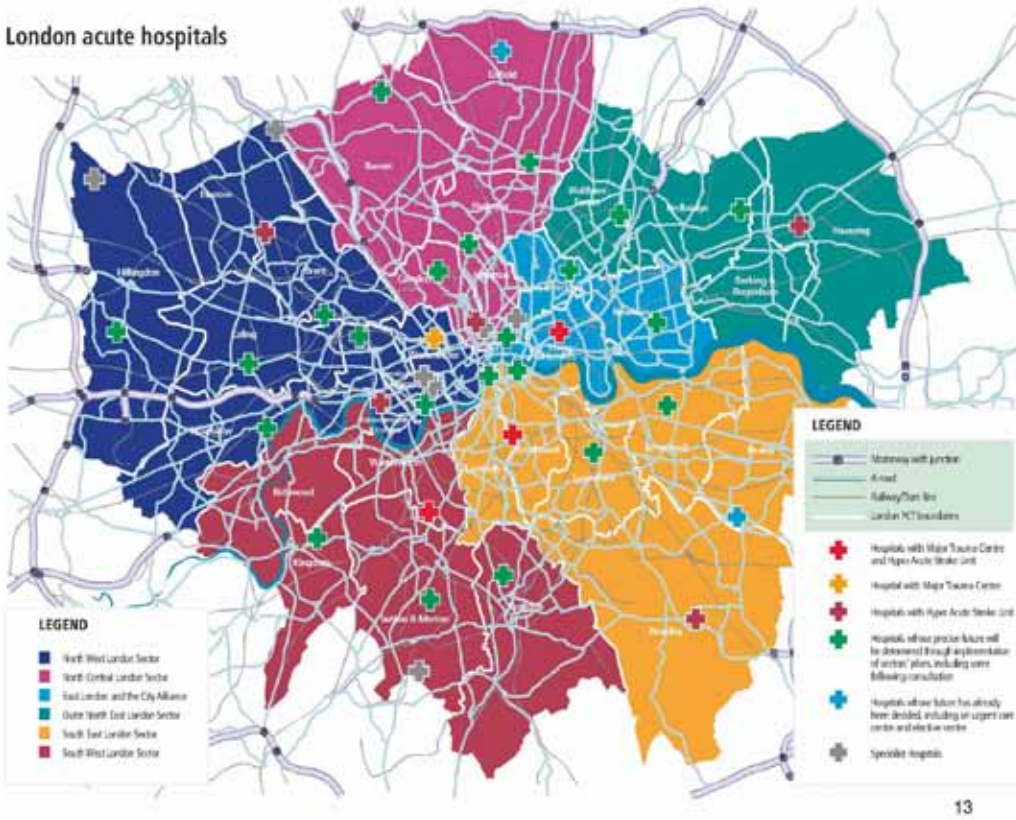 London acute hospitals
Enfield
Barnet
Harrow
Hillingdon
Brent
Camden
Waltham
Forest
Redbridge
Havering
Barking &
Dagenham
Ealing
Richmond
Kingston
Sutton & Merton
Bromley
LEGEND
Motorway with junction
A-road
Railway/Tram line
London PCT boundaries
Hospitals with Major Trauma Centre
and Hyper Acute Stroke Unit
Hospital with Major Trauma Centre
Hospitals with Hyper Acute Stroke Unit
Hospitals whose precise future will
be determined through implementation
of sectors' plans, including some
following consultation
Hospitals whose future has already
been decided, including an urgent care
centre and elective centre
Specialist Hospitals
LEGEND
North West London Sector
North Central London Sector
East London and the City Alliance
Outer North East London Sector
South East London Sector
South West London Sector
13